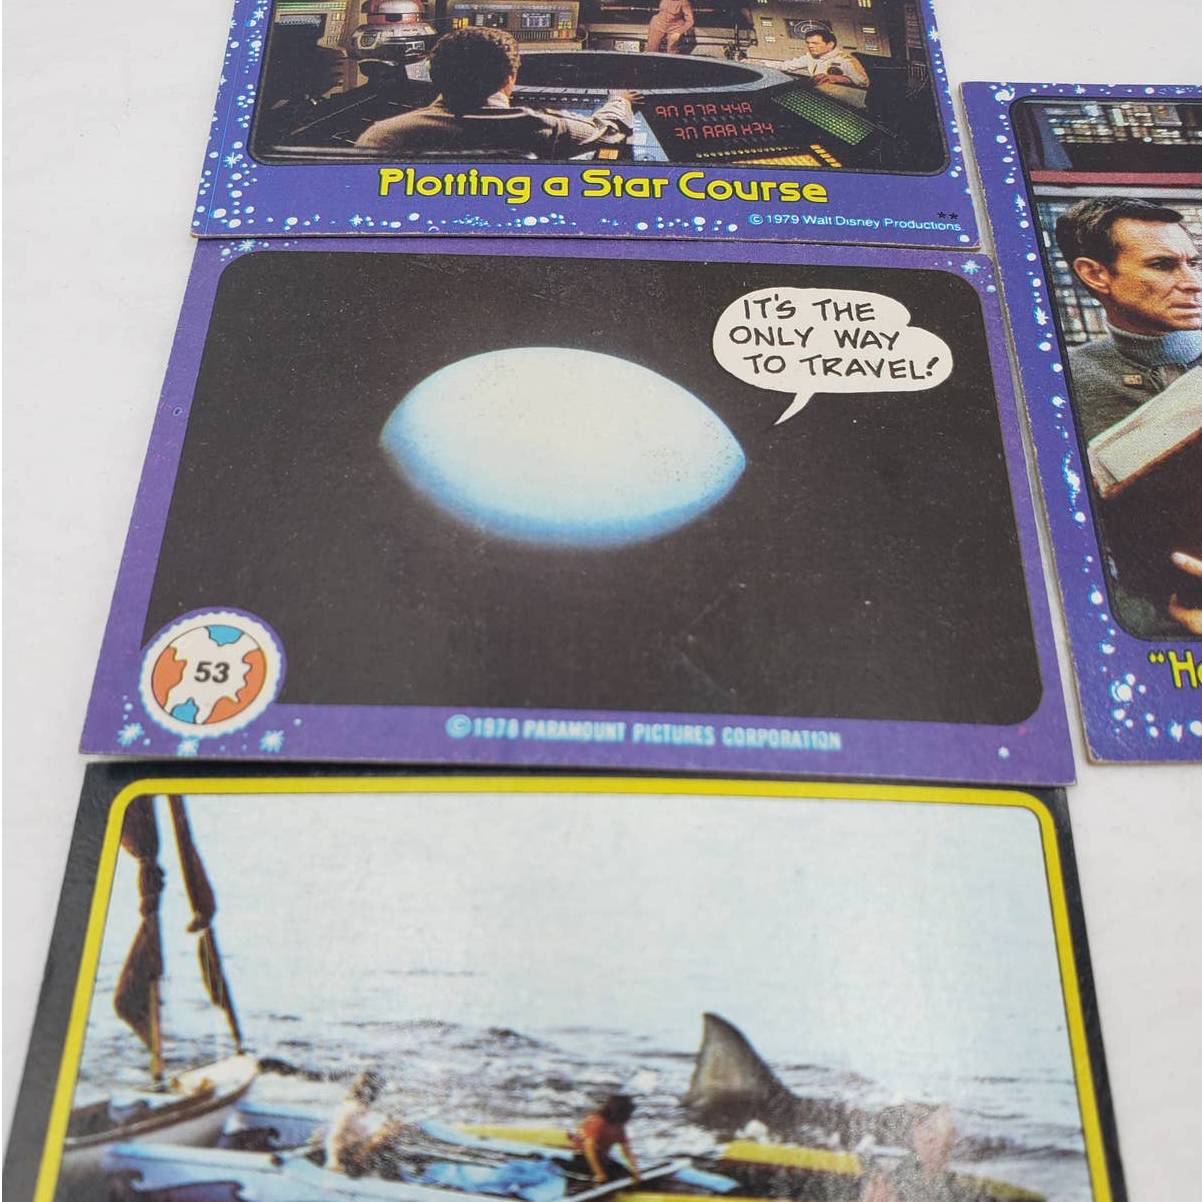 Plotting a Star Course
**
© 1979 Walt Disney Productions
IT'S THE
ONLY WAY
TO TRAVEL!
53
© 1978 PARAMOUNT PICTURES CORPORATION
"H